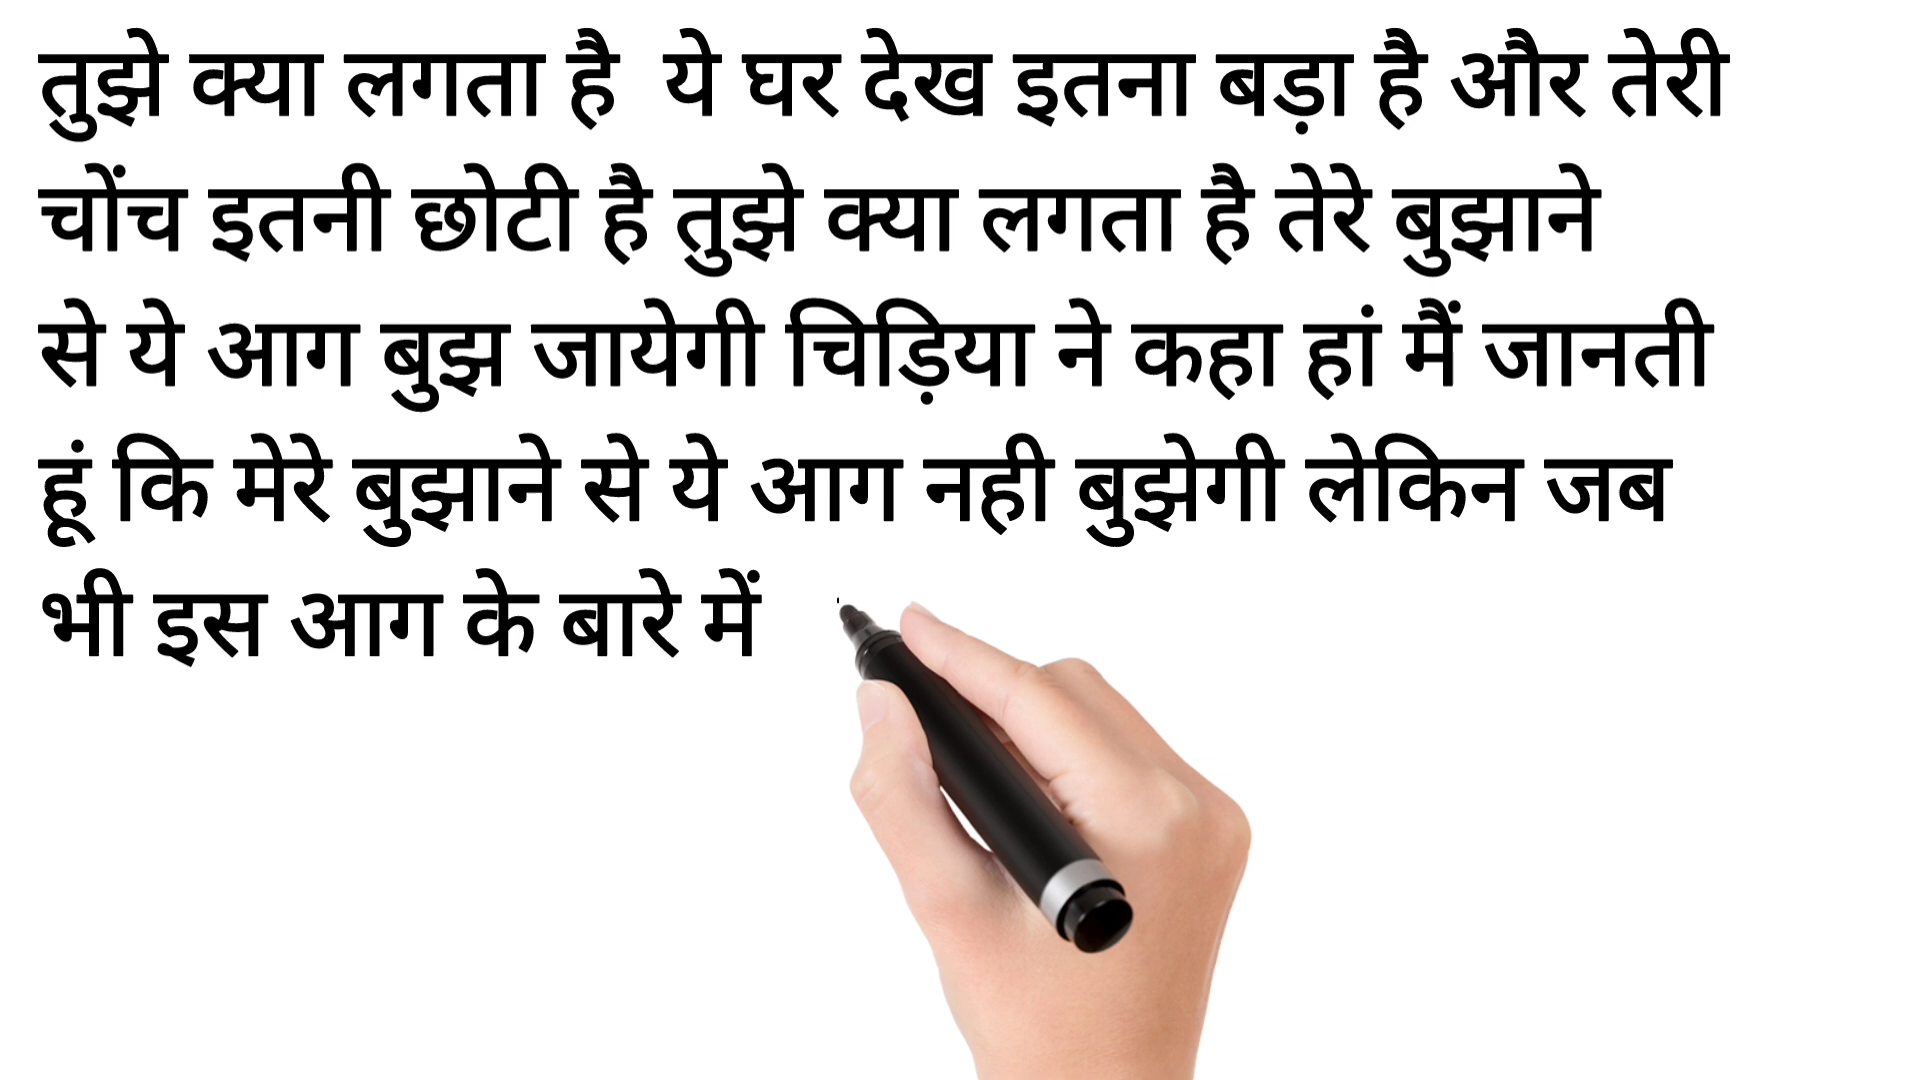 तुझे क्या लगता है  ये घर देख इतना बड़ा है और तेरी
चोंच इतनी छोटी है तुझे क्या लगता है तेरे बुझाने
से ये आग बुझ जायेगी चिड़िया ने कहा हां मैं जानती
हूं कि मेरे बुझाने से ये आग नही बुझेगी लेकिन जब
भी इस आग के बारे में